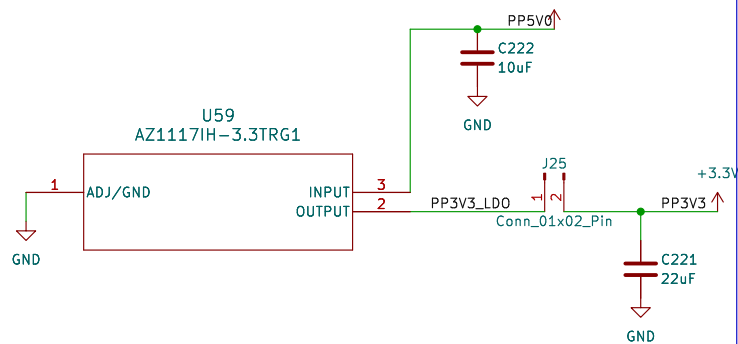 PP5V0
C222
10uF
GND
U59
AZ1117IH-3.3TRG1
1
ADJ/GND
INPUT
3
OUTPUT
2
GND
J25
1
2
PP3V3_LDO
Conn_01x02_Pin
+3.3V
PP3V3
C221
22uF
GND